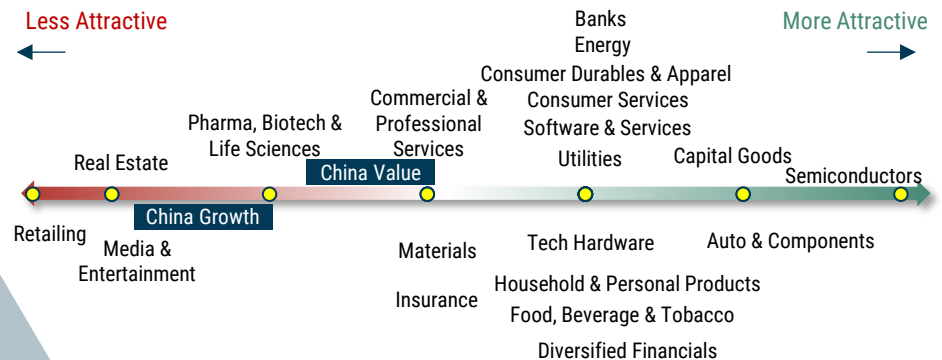 Less Attractive
More Attractive
Banks
Energy
Consumer Durables & Apparel
Consumer Services
Software & Services
Utilities
Commercial &
Professional
Services
Pharma, Biotech &
Life Sciences
Real Estate
Capital Goods
Semiconductors
China Value
China Growth
Retailing
Media &
Entertainment
Materials
Insurance
Tech Hardware
Household & Personal Products
Food, Beverage & Tobacco
Diversified Financials
Auto & Components